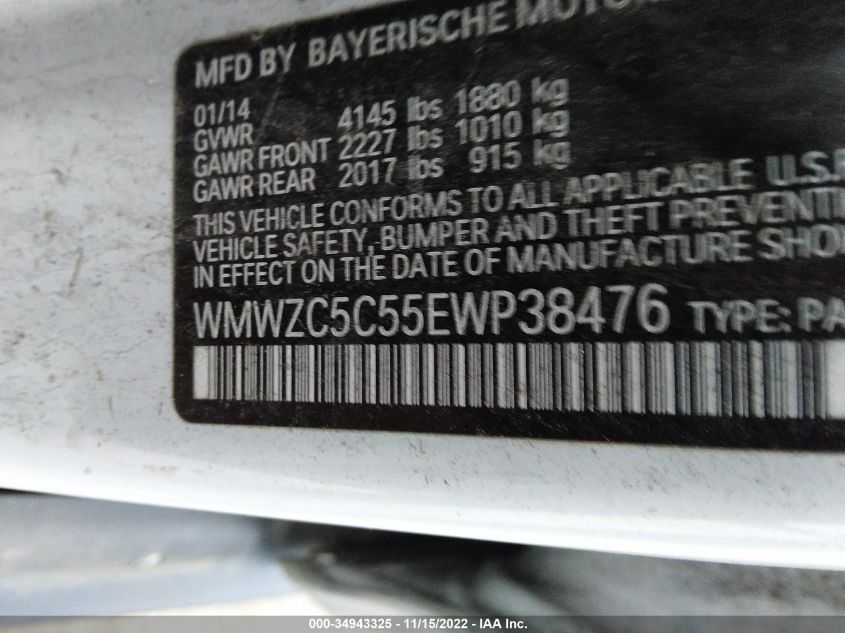 MFD BY BAYERISCHE
01/14
GVWR 4145 lbs 1880 kg
GAWR FRONT 2227 lbs 1010 kg
GAWR REAR 2017 lbs 915 kg
THIS VEHICLE CONFORMS TO ALL APPLICABLE U.S.
VEHICLE SAFETY, BUMPER AND THEFT
IN EFFECT ON THE DATE OF MANUFACTURE
WMWZC5C55EWP38476 TYPE:
000-34943325 - 11/15/2022 - IAA Inc.